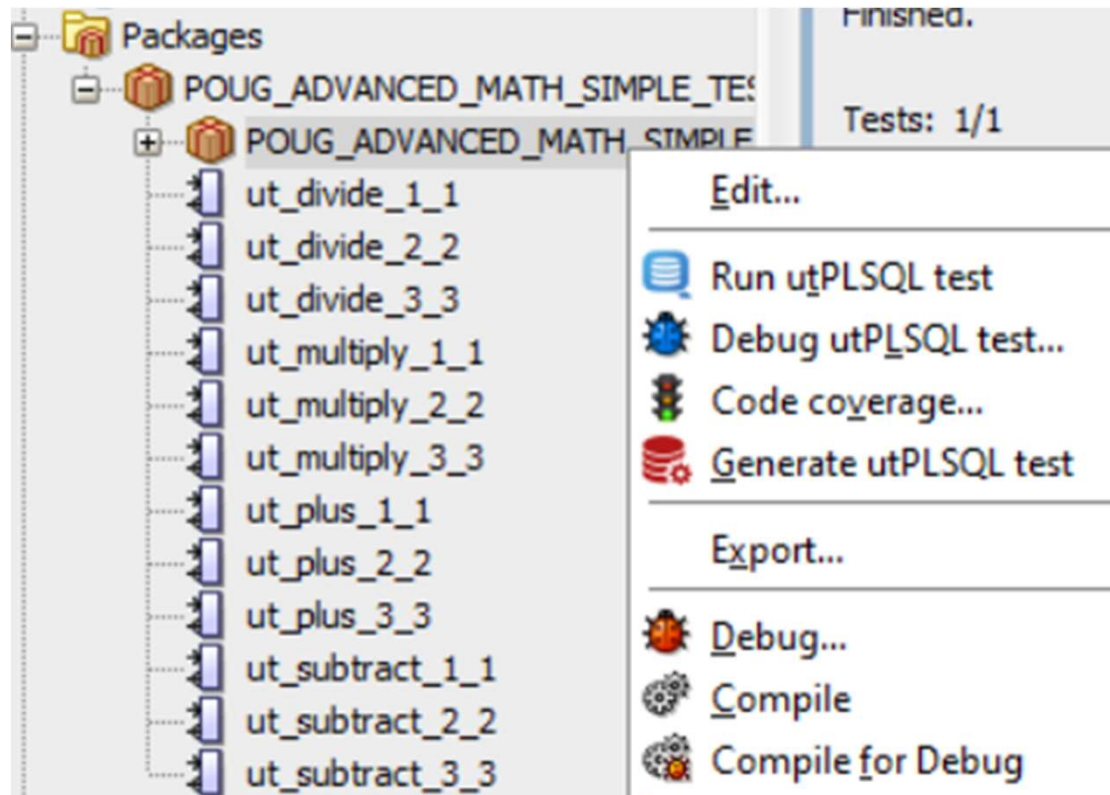 Packages
POUG_ADVANCED_MATH_SIMPLE_TES
POUG_ADVANCED_MATH_SIMPLE
ut_divide_1_1
ut_divide_2_2
ut_divide_3_3
ut_multiply_1_1
ut_multiply_2_2
ut_multiply_3_3
ut_plus_1_1
ut_plus_2_2
ut_plus_3_3
ut_subtract_1_1
ut_subtract_2_2
ut_subtract_3_3
Finished.
Tests: 1/1
Edit...
Run utPLSQL test
Debug utPLSQL test...
Code coverage...
Generate utPLSQL test
Export...
Debug...
Compile
Compile for Debug